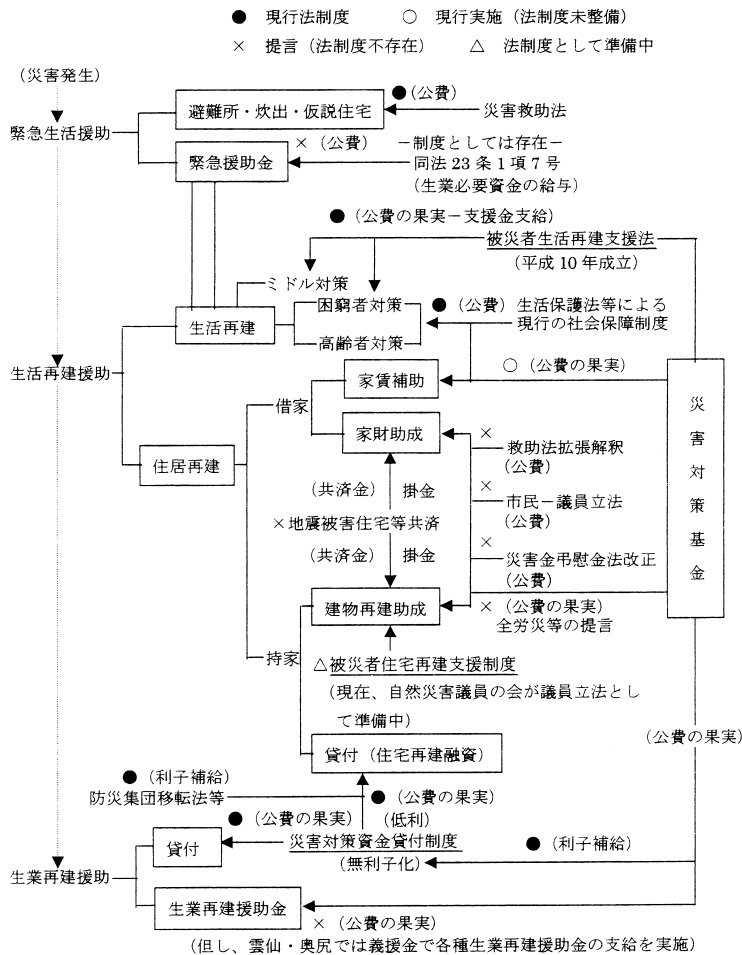 ● 現行法制度 ○ 現行実施（法制度未整備）
× 提言（法制度不存在） △ 法制度として準備中
（災害発生）
緊急生活援助
避難所・炊出・仮説住宅
●（公費）
災害救助法
緊急援助金
×（公費）
－制度としては存在－
同法 23 条 1 項 7 号
（生業必要資金の給与）
●（公費の果実－支援金支給）
被災者生活再建支援法
（平成 10 年成立）
ミドル対策
生活再建
困窮者対策
高齢者対策
●（公費）生活保護法等による
現行の社会保障制度
生活再建援助
家賃補助
○（公費の果実）
借家
家財助成
×
救助法拡張解釈
（公費）
住居再建
（共済金） 掛金
×
市民－議員立法
（公費）
×地震被害住宅等共済
（共済金） 掛金
×
災害金弔慰金法改正
（公費）
災害対策基金
建物再建助成
×（公費の果実）
全労災等の提言
持家
△被災者住宅再建支援制度
（現在、自然災害議員の会が議員立法とし
て準備中）
（公費の果実）
貸付（住宅再建融資）
●（利子補給）
防災集団移転法等
●（公費の果実）
（低利）
●（公費の果実）
貸付
災害対策資金貸付制度
（無利子化）
●（利子補給）
生業再建援助
生業再建援助金
×（公費の果実）
（但し、雲仙・奥尻では義援金で各種生業再建援助金の支給を実施）